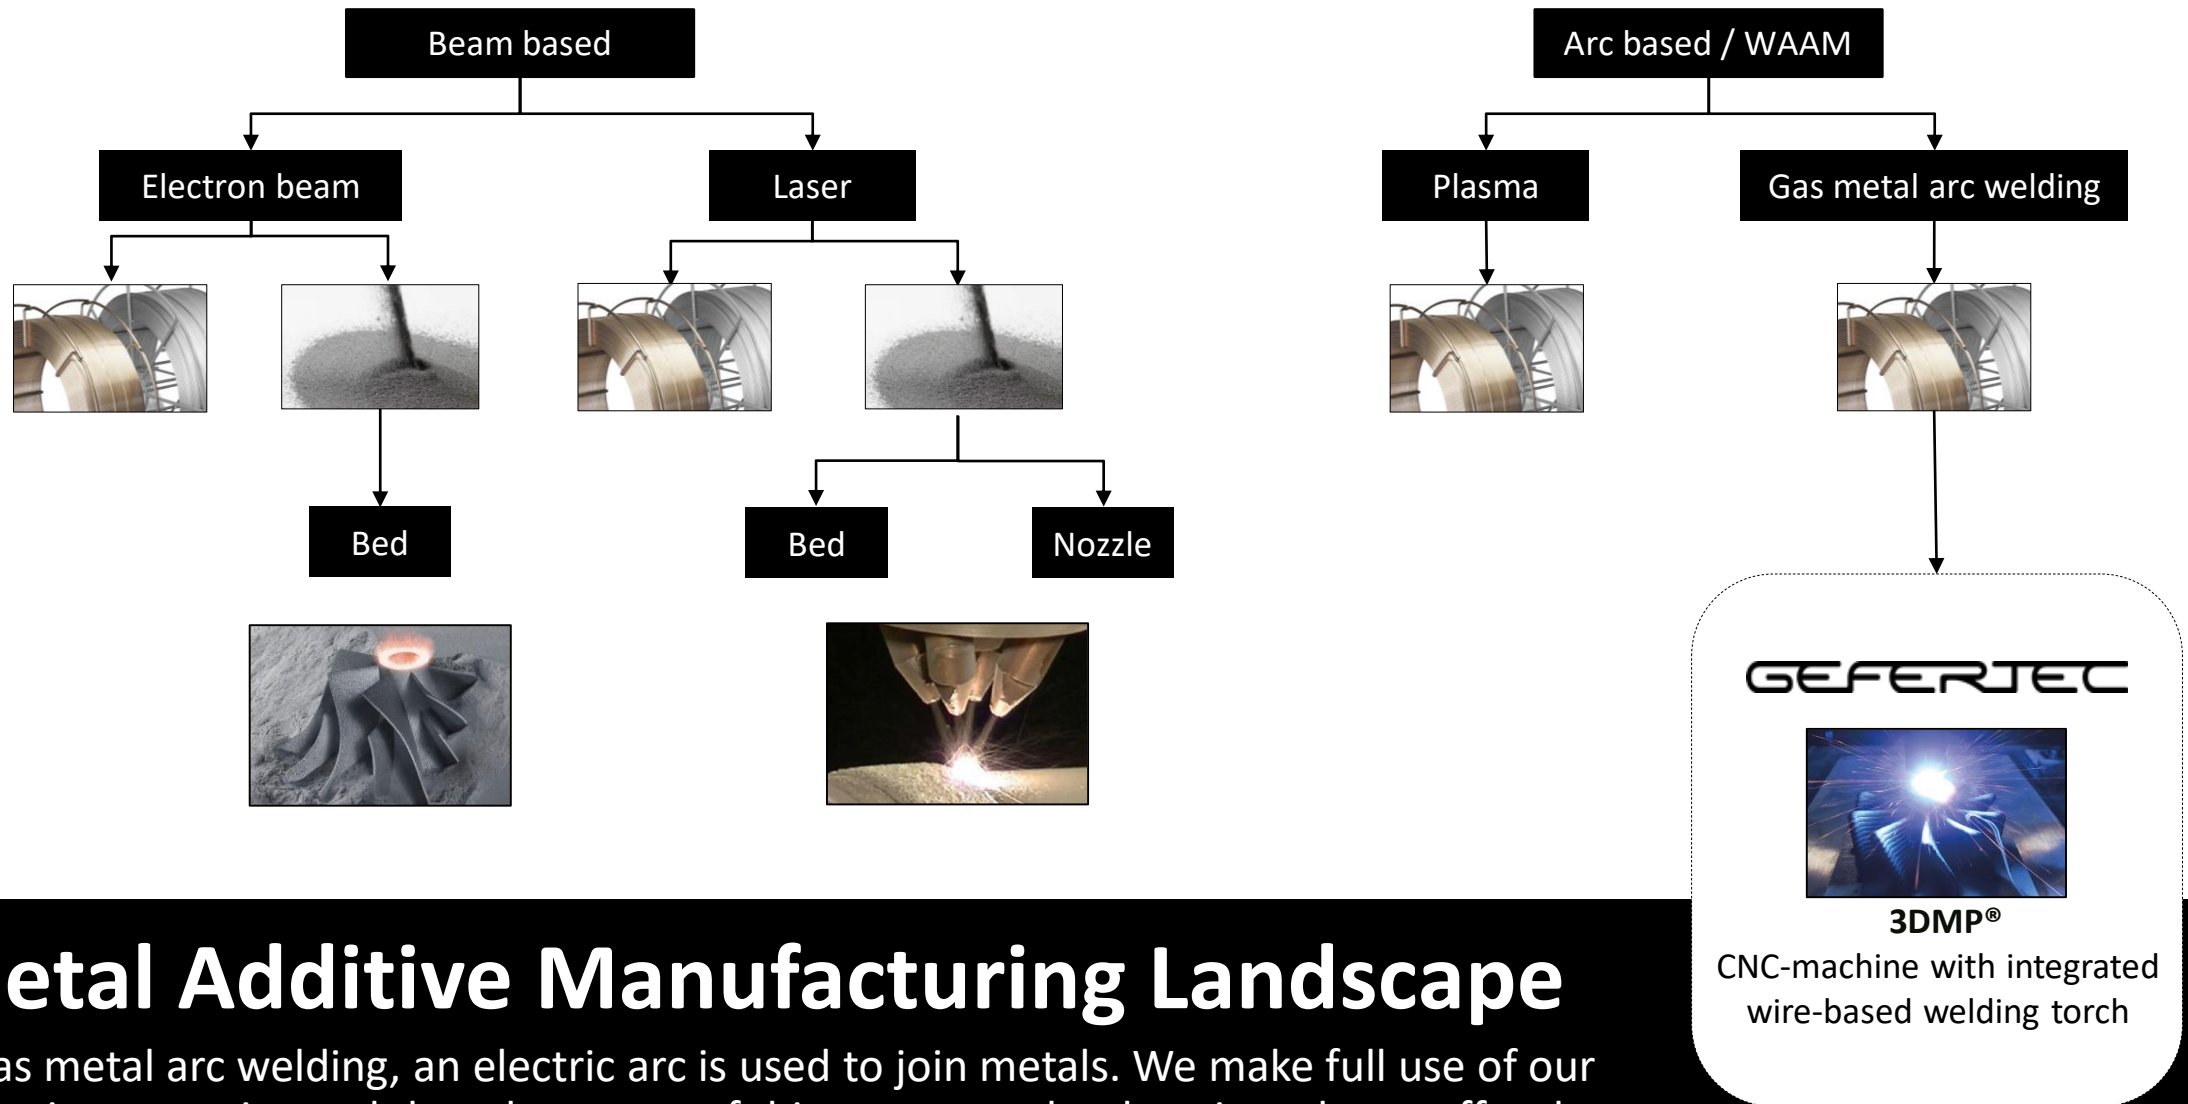 Beam based
Arc based / WAAM
Electron beam
Laser
Plasma
Gas metal arc welding
Bed
Bed
Nozzle
GEFERTEC
3DMP®
CNC-machine with integrated
wire-based welding torch
etal Additive Manufacturing Landscape
as metal arc welding, an electric arc is used to join metals. We make full use of our